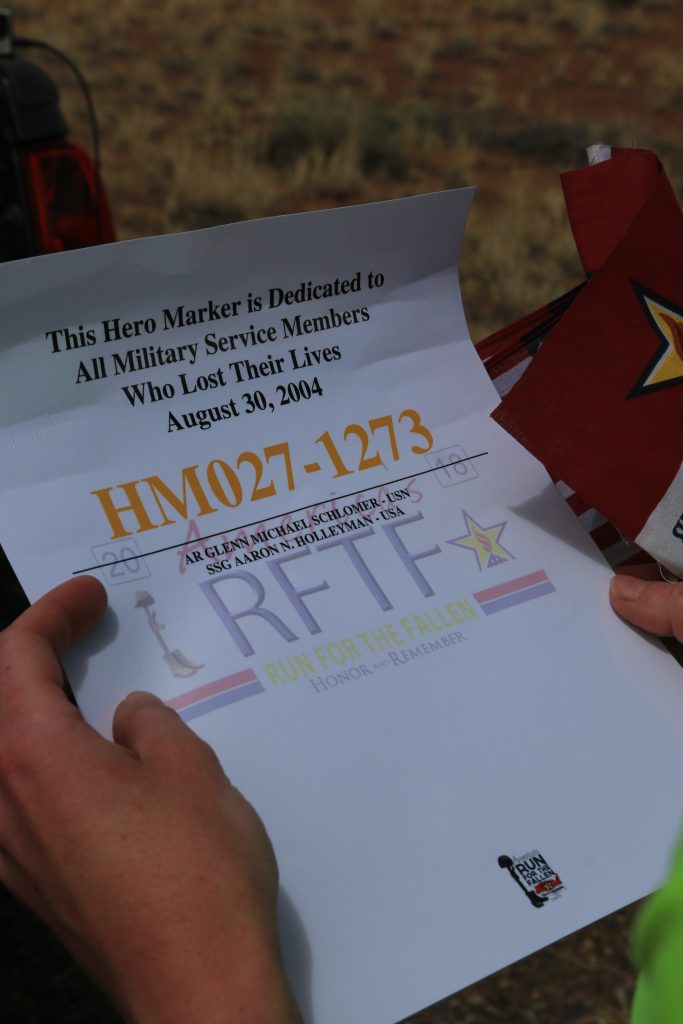 This Hero Marker is Dedicated to
All Military Service Members
Who Lost Their Lives
August 30, 2004
HM027-1273
20 America's 18
AR GLENN MICHAEL SCHLOMER - USN
SSG AARON N. HOLLEYMAN - USA
RFTF
RUN FOR THE FALLEN
HONOR AND REMEMBER
America's
RUN
FOR THE
FALLEN